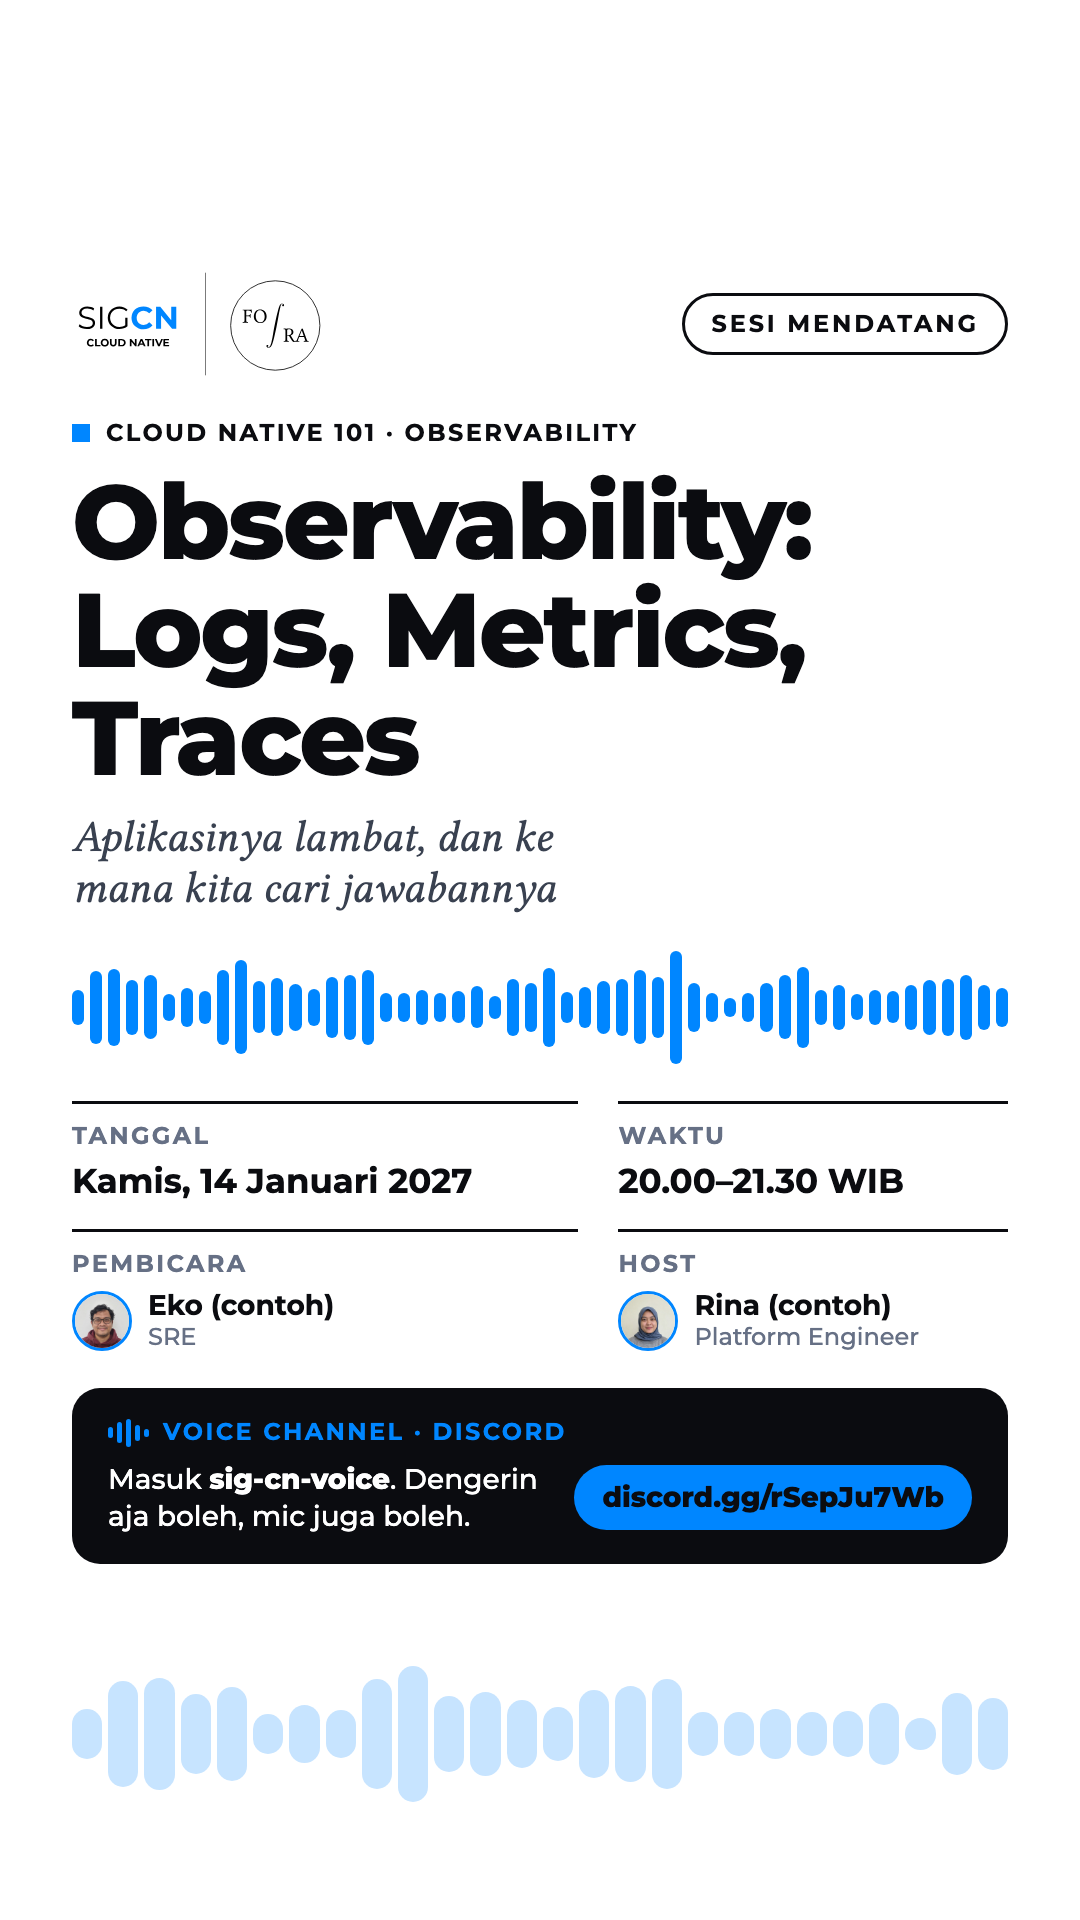 SIGCN
CLOUD NATIVE
FO
RA
SESI MENDATANG
CLOUD NATIVE 101 · OBSERVABILITY
Observability:
Logs, Metrics,
Traces
Aplikasinya lambat, dan ke
mana kita cari jawabannya
TANGGAL
Kamis, 14 Januari 2027
WAKTU
20.00–21.30 WIB
PEMBICARA
Eko (contoh)
SRE
HOST
Rina (contoh)
Platform Engineer
VOICE CHANNEL · DISCORD
Masuk sig-cn-voice. Dengerin
aja boleh, mic juga boleh.
discord.gg/rSepJu7Wb